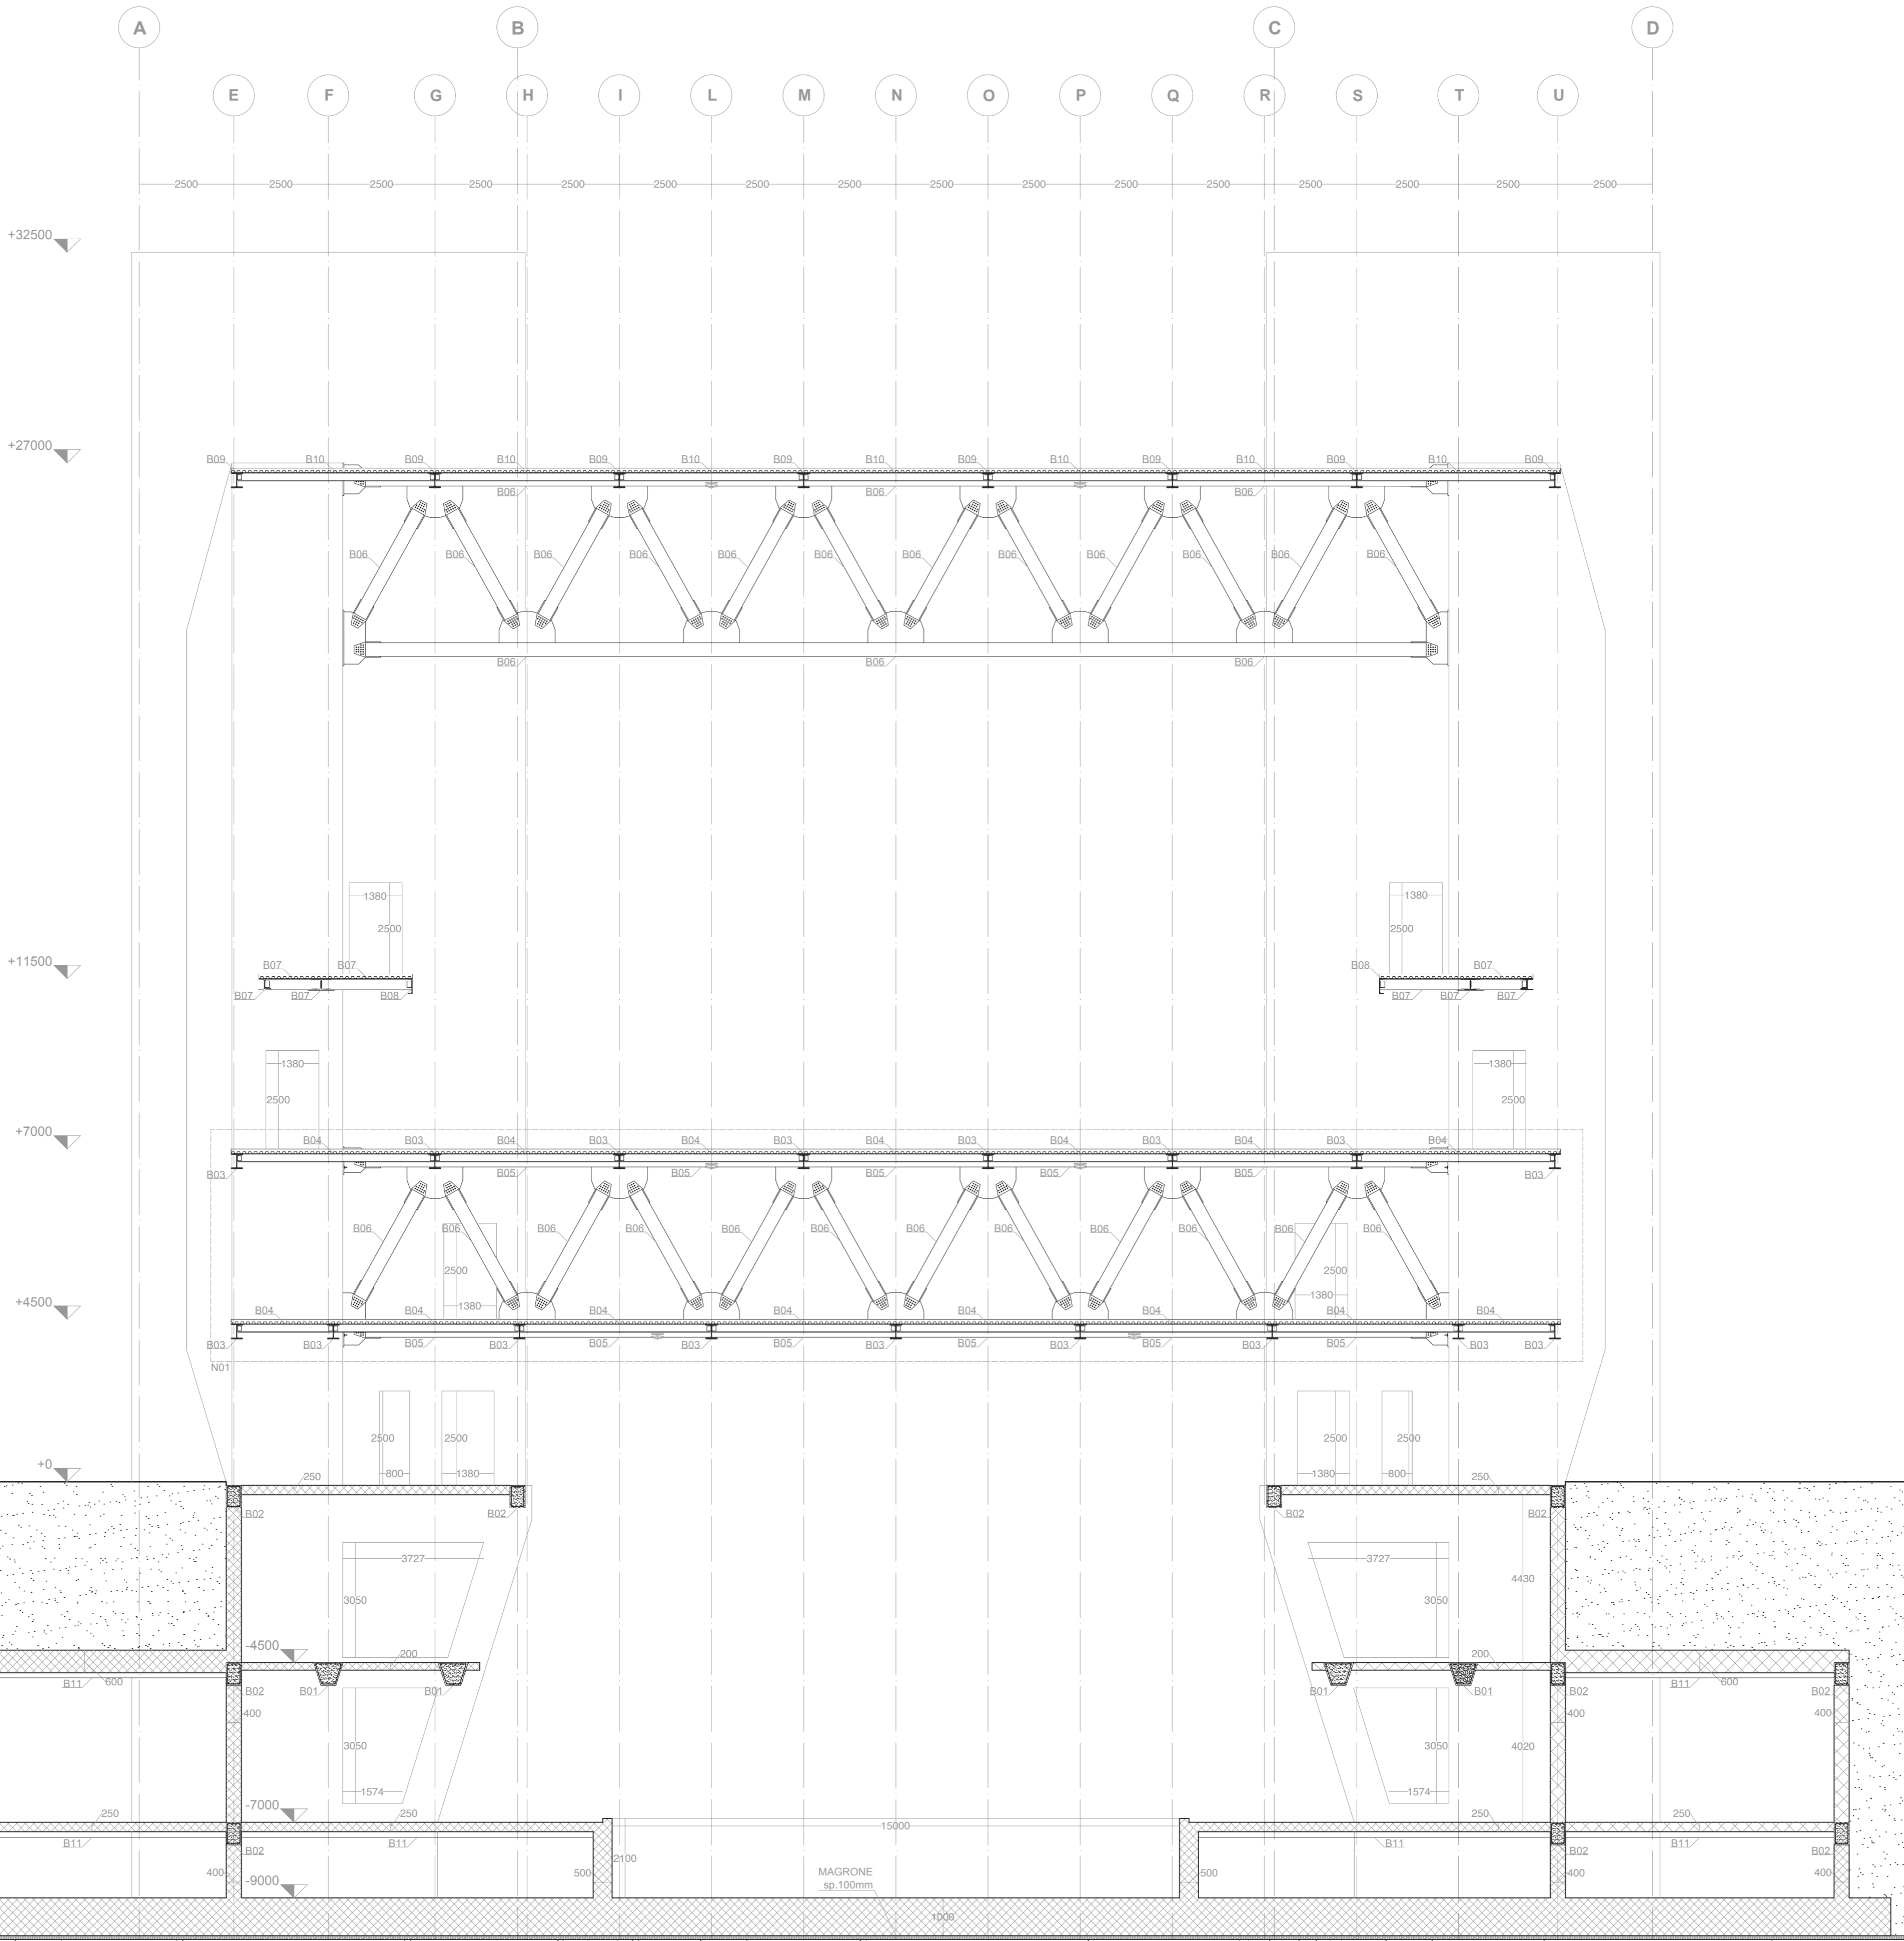 A B C D
E F G H I L M N O P Q R S T U
2500 2500 2500 2500 2500 2500 2500 2500 2500 2500 2500 2500 2500 2500 2500 2500
+32500
+27000
B09 B10 B09 B10 B09 B10 B09 B10 B09 B10 B09 B10 B09 B10 B09
B06 B06 B06
B06 B06 B06 B06 B06 B06 B06 B06 B06 B06 B06 B06
B06 B06 B06
1380 1380
2500 2500
+11500
B07 B07 B08 B07
B07 B07 B08 B07 B07 B07
1380 1380
2500 2500
+7000
B04 B03 B04 B03 B04 B03 B04 B03 B04 B03 B04 B03 B04
B03 B05 B05 B05 B05 B05 B03
B06 B06 B06 B06 B06 B06 B06 B06 B06 B06 B06 B06
2500 2500
1380 1380
+4500
B04 B04 B04 B04 B04 B04 B04 B04
B03 B03 B05 B03 B05 B03 B05 B03 B05 B03 B05 B03 B05 B03 B03
N01
2500 2500 2500 2500
800 1380 1380 800
+0
250 250
B02 B02 B02 B02
3727 3727
3050 3050 4430
-4500
200 200
B11 600 B02 B01 B01 B01 B01 B02 B11 600 B02
400 400 400
3050 3050 4020
1574 1574
-7000
250 250 250 250
15000
B11 B11 B11 B11
B02 B02 B02
2100
400 500 500 400 400
-9000
MAGRONE
sp.100mm
1000